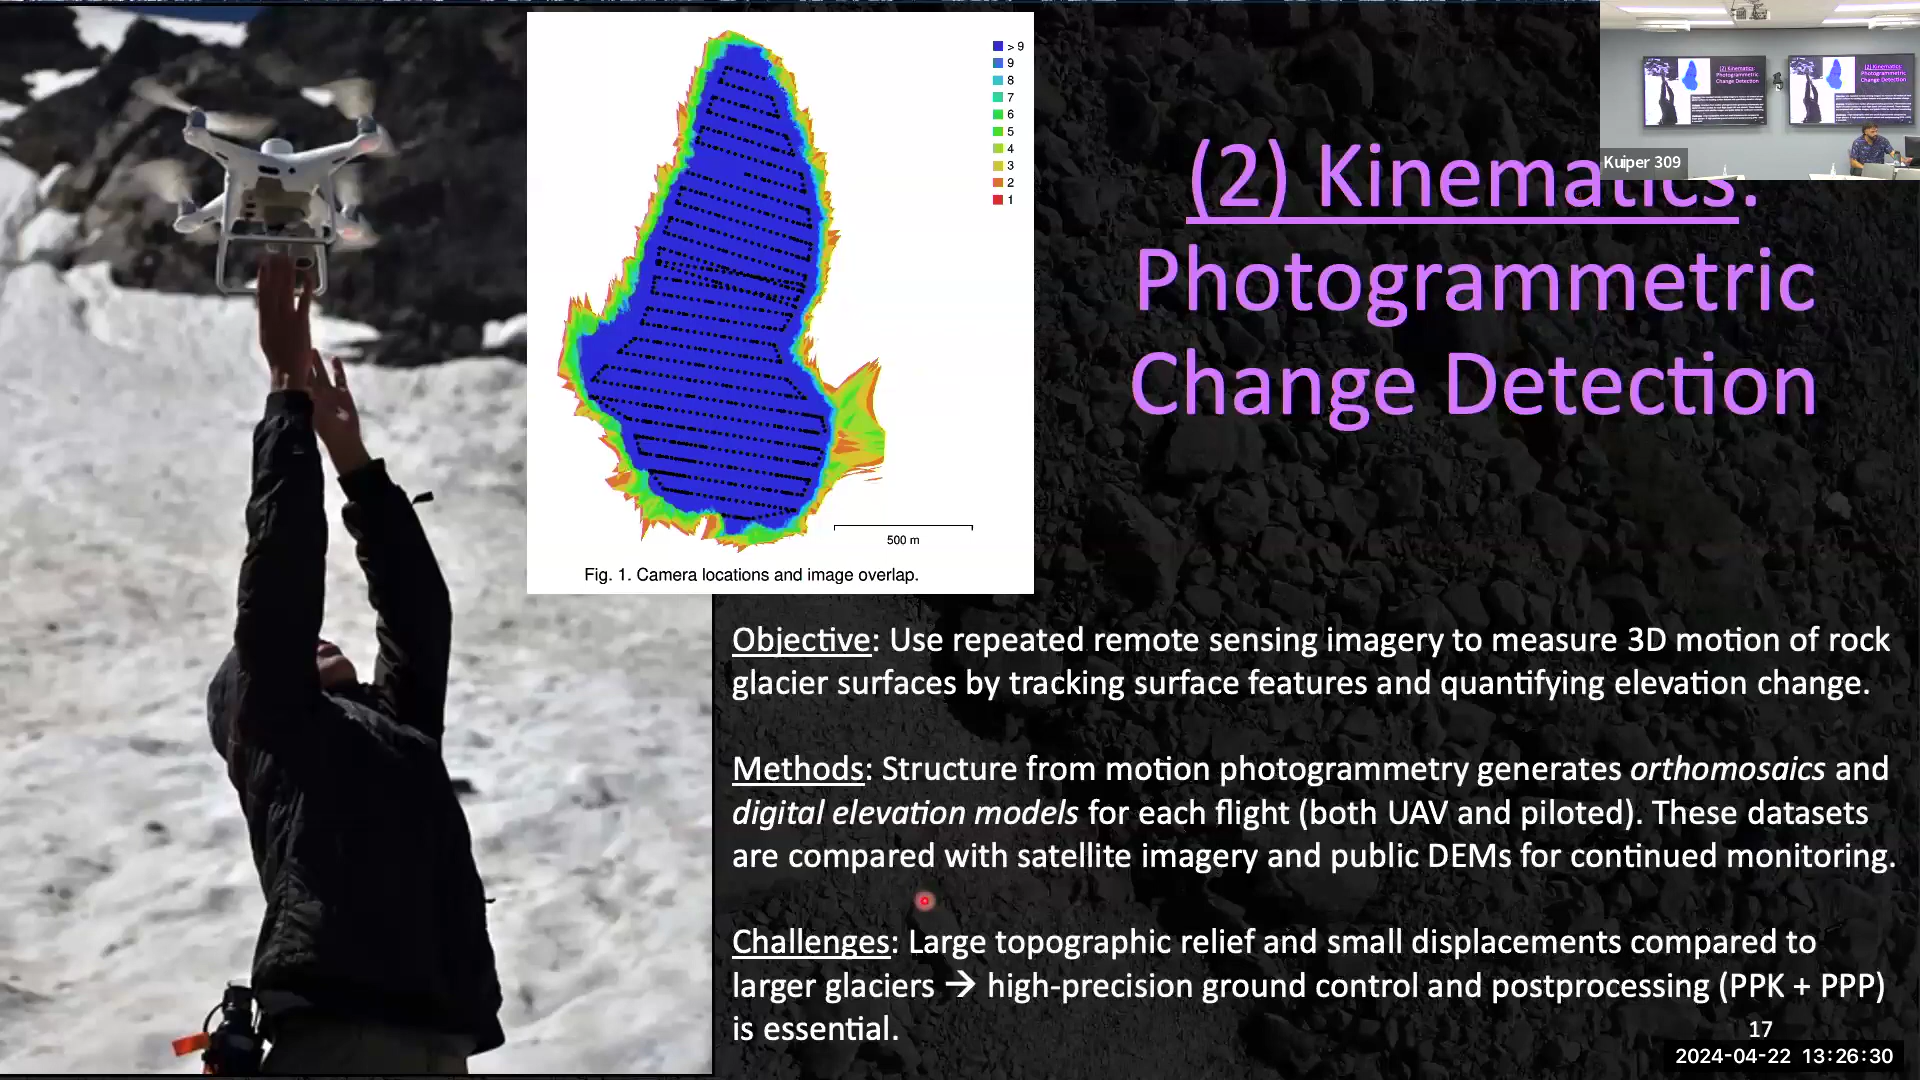 > 9
9
8
7
6
5
4
3
2
1
500 m
Fig. 1. Camera locations and image overlap.
Kuiper 309
(2) Kinematics:
Photogrammetric
Change Detection
Objective: Use repeated remote sensing imagery to measure 3D motion of rock
glacier surfaces by tracking surface features and quantifying elevation change.
Methods: Structure from motion photogrammetry generates orthomosaics and
digital elevation models for each flight (both UAV and piloted). These datasets
are compared with satellite imagery and public DEMs for continued monitoring.
Challenges: Large topographic relief and small displacements compared to
larger glaciers → high-precision ground control and postprocessing (PPK + PPP)
is essential.
17
2024-04-22 13:26:30